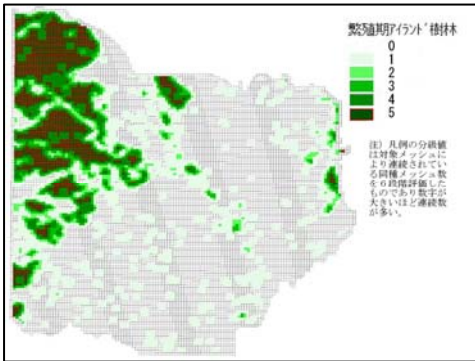 繁殖期アイランド樹林木
0
1
2
3
4
5
注）凡例の分級値
は対象メッシュに
より連続されてい
る同種メッシュ数
を6段階評価した
ものであり数字が
大きいほど連続数
が多い。